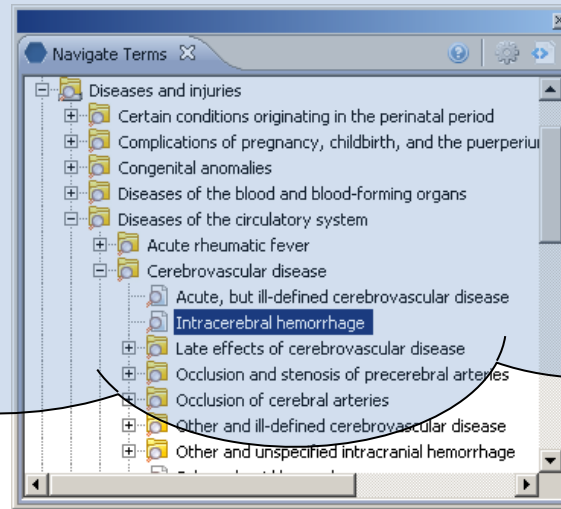 Navigate Terms
Diseases and injuries
Certain conditions originating in the perinatal period
Complications of pregnancy, childbirth, and the
Congenital anomalies
Diseases of the blood and blood-forming organs
Diseases of the circulatory system
Acute rheumatic fever
Cerebrovascular disease
Acute, but ill-defined cerebrovascular disease
Intracerebral hemorrhage
Late effects of cerebrovascular disease
Occlusion and stenosis of precerebral arteries
Occlusion of cerebral arteries
Other and ill-defined cerebrovascular disease
Other and unspecified intracranial hemorrhage